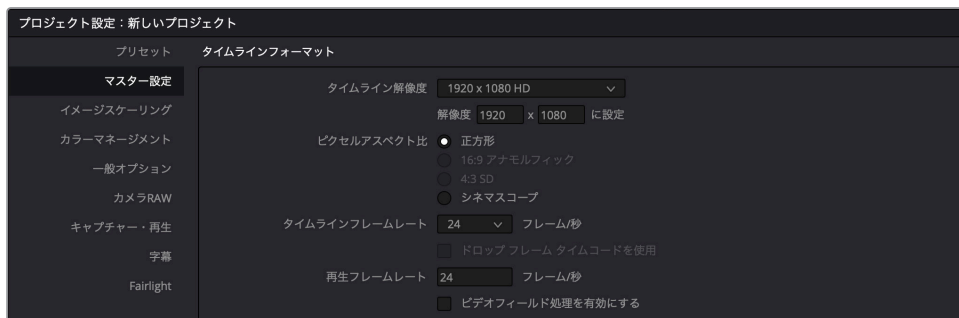 プロジェクト設定：新しいプロジェクト
プリセット
マスター設定
イメージスケーリング
カラーマネージメント
一般オプション
カメラRAW
キャプチャー・再生
字幕
Fairlight
タイムラインフォーマット
タイムライン解像度 1920 x 1080 HD
解像度 1920 x 1080 に設定
ピクセルアスペクト比 正方形
16:9 アナモルフィック
4:3 SD
シネマスコープ
タイムラインフレームレート 24 フレーム/秒
ドロップ フレーム タイムコードを使用
再生フレームレート 24 フレーム/秒
ビデオフィールド処理を有効にする